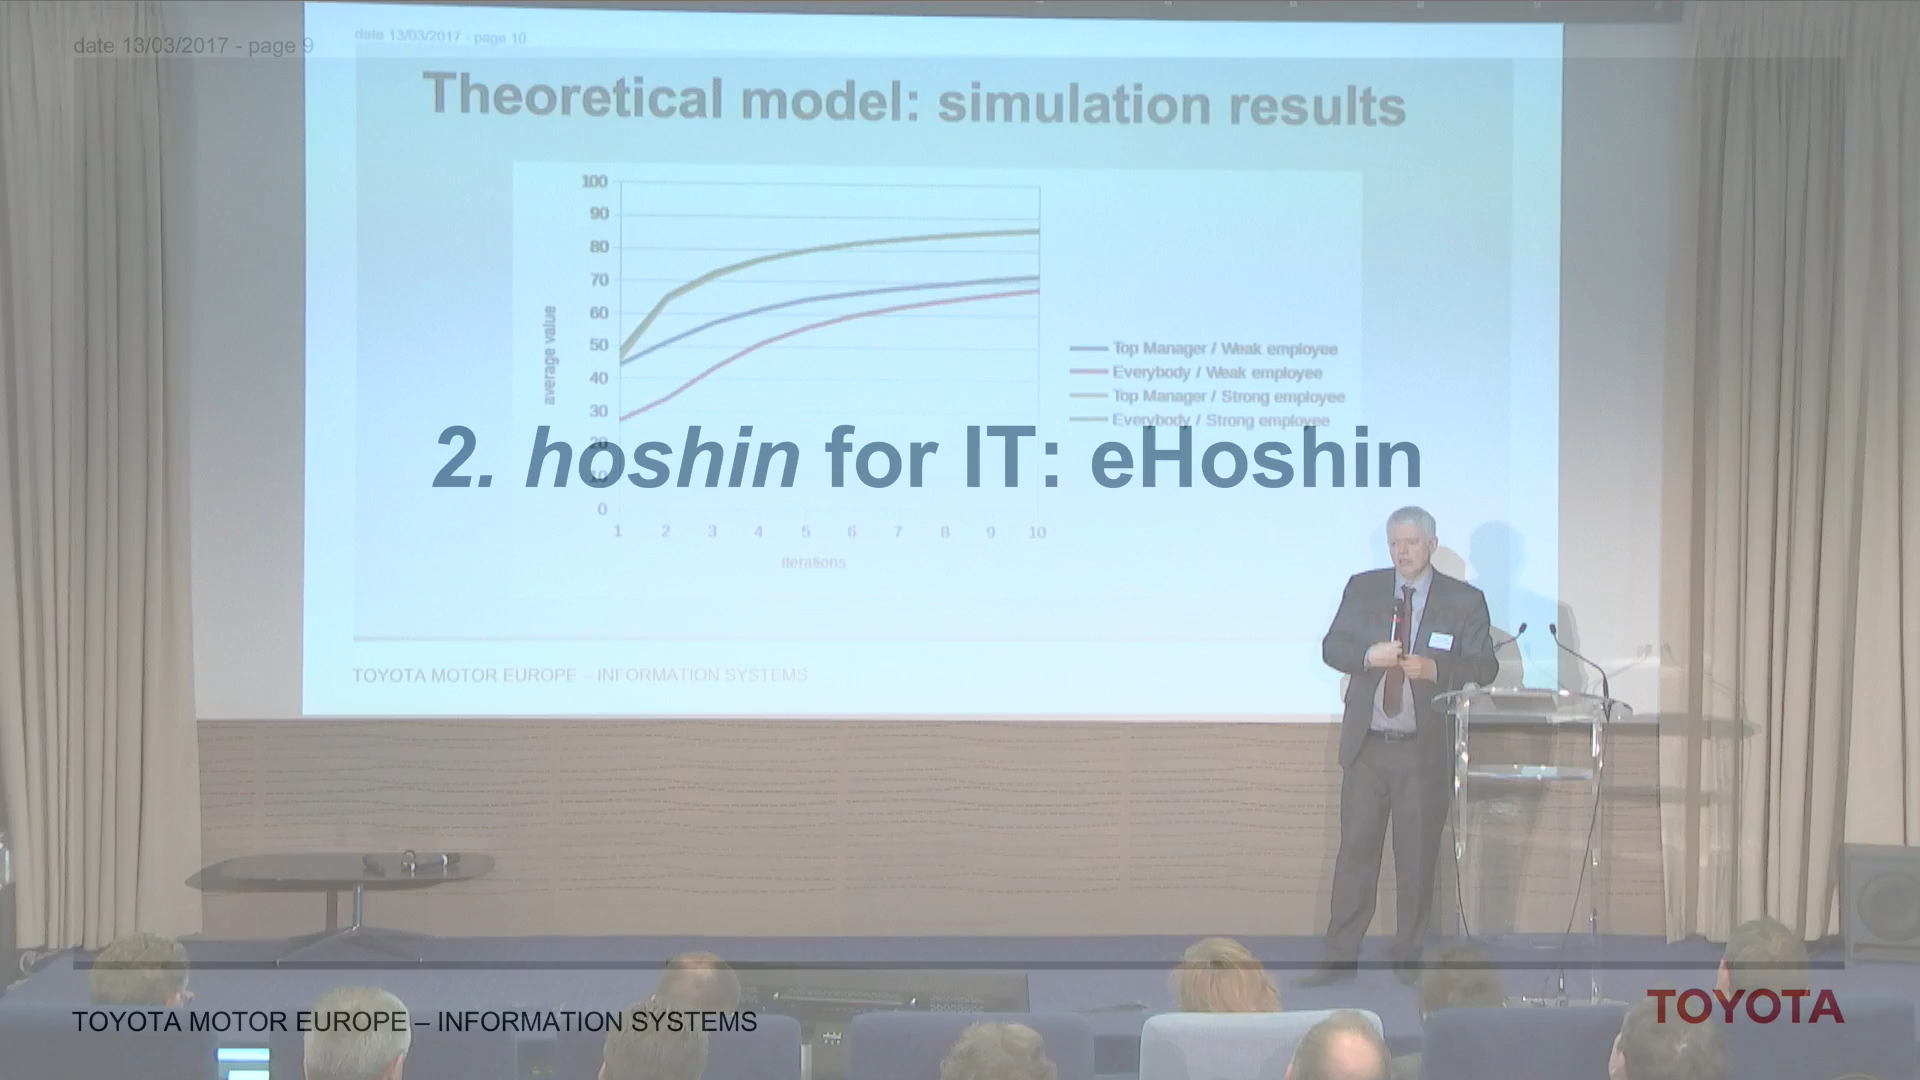 date 13/03/2017 - page 9
date 13/03/2017 - page 10
Theoretical model: simulation results
100
90
80
70
60
50
40
30
20
10
0
average value
1 2 3 4 5 6 7 8 9 10
iterations
Top Manager / Weak employee
Everybody / Weak employee
Top Manager / Strong employee
Everybody / Strong employee
2. hoshin for IT: eHoshin
TOYOTA MOTOR EUROPE – INFORMATION SYSTEMS
TOYOTA MOTOR EUROPE – INFORMATION SYSTEMS
TOYOTA